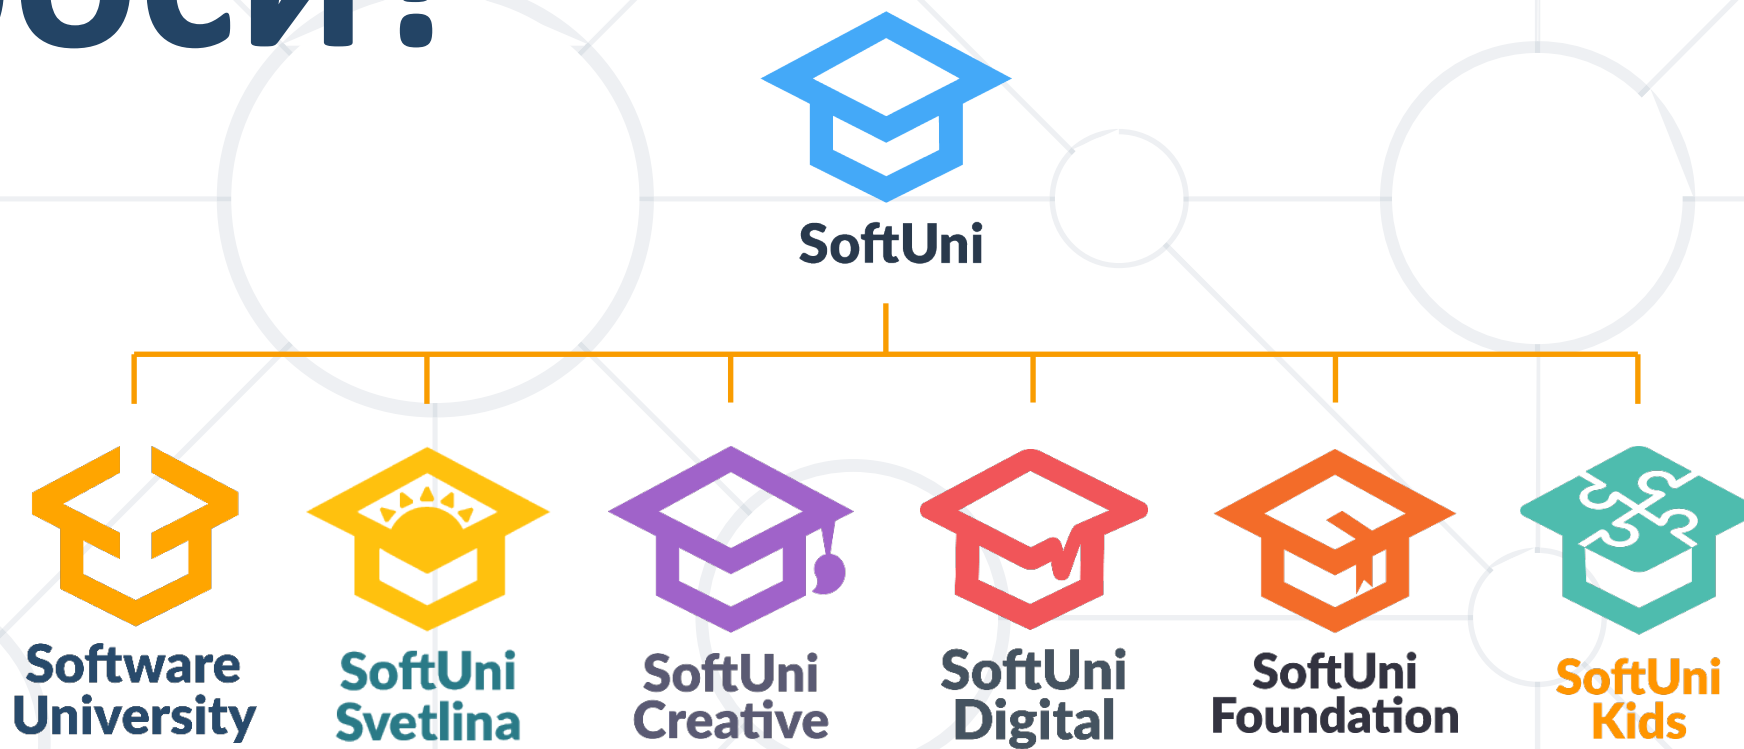 SoftUni
Software
University
SoftUni
Svetlina
SoftUni
Creative
SoftUni
Digital
SoftUni
Foundation
SoftUni
Kids